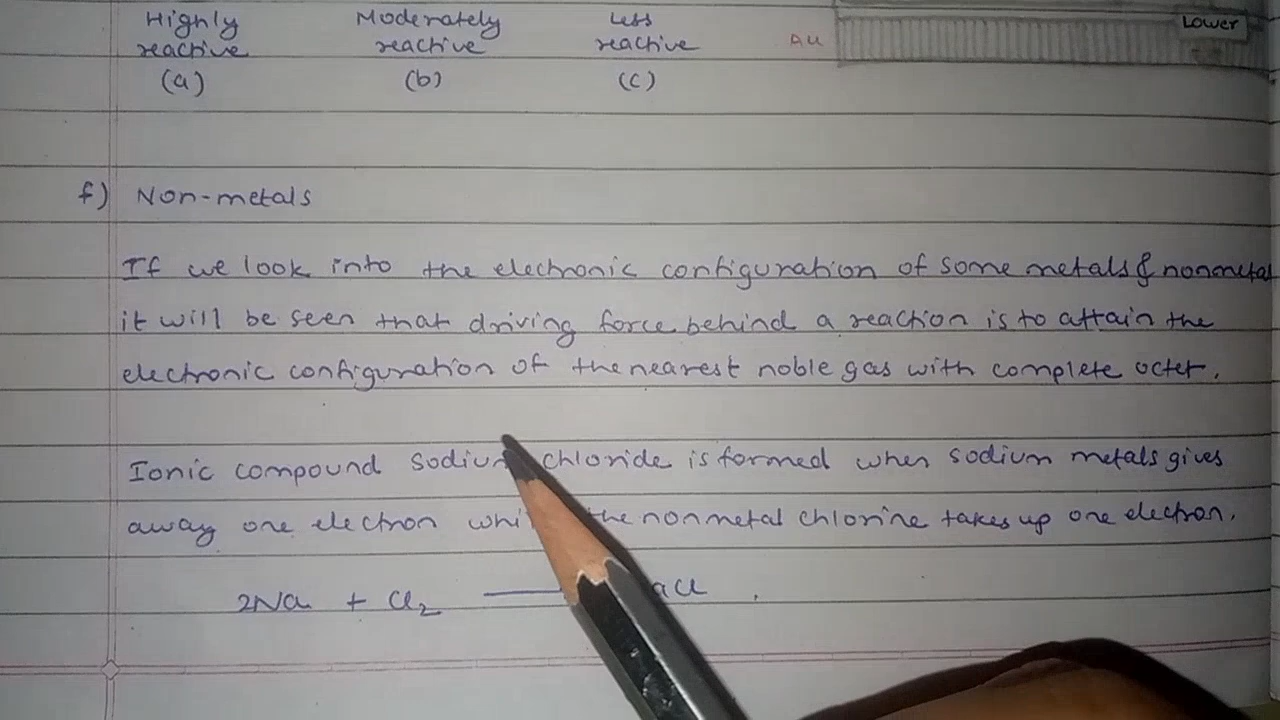 Highly Moderately Less Lower
reactive reactive reactive Au
(a) (b) (c)
f) Non-metals
If we look into the electronic configuration of some metals & nonmetal
it will be seen that driving force behind a reaction is to attain the
electronic configuration of the nearest noble gas with complete octet.
Ionic compound Sodium chloride is formed when sodium metals gives
away one electron the nonmetal chlorine takes up one electron.
2Na + Cl2